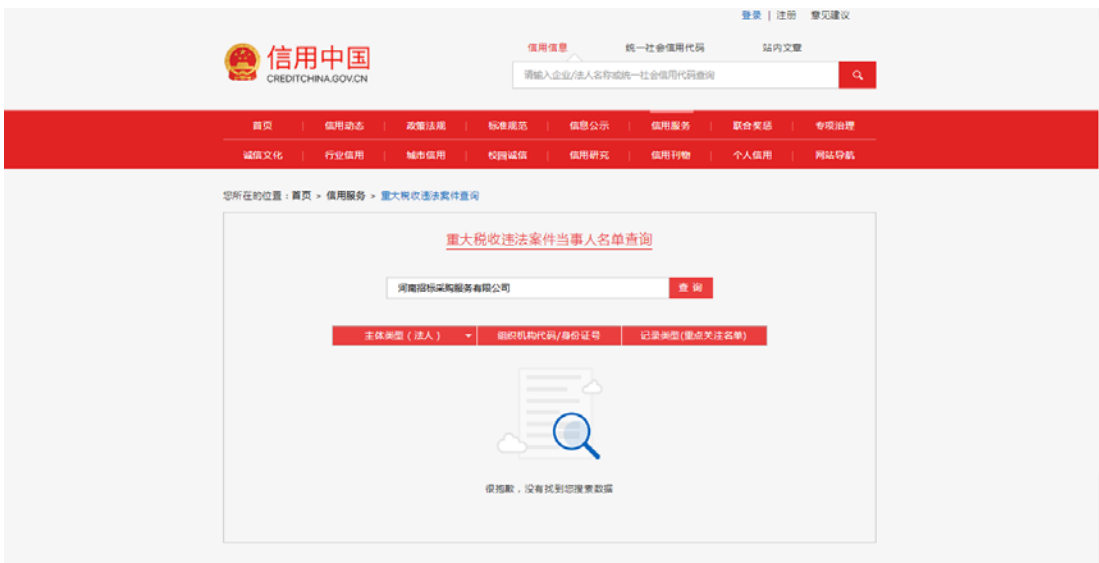 登录 | 注册 意见建议
信用中国
CREDITCHINA.GOV.CN
信用信息 统一社会信用代码 站内文章
请输入企业/法人名称或统一社会信用代码查询
首页 | 信用动态 | 政策法规 | 标准规范 | 信息公示 | 信用服务 | 联合奖惩 | 专项治理
诚信文化 | 行业信用 | 城市信用 | 校园诚信 | 信用研究 | 信用刊物 | 个人信用 | 网站导航
您所在的位置：首页 > 信用服务 > 重大税收违法案件查询
重大税收违法案件当事人名单查询
河南招标采购服务有限公司 查询
主体类型（法人） 组织机构代码/身份证号 记录类型(重点关注名单)
很抱歉，没有找到您搜索数据